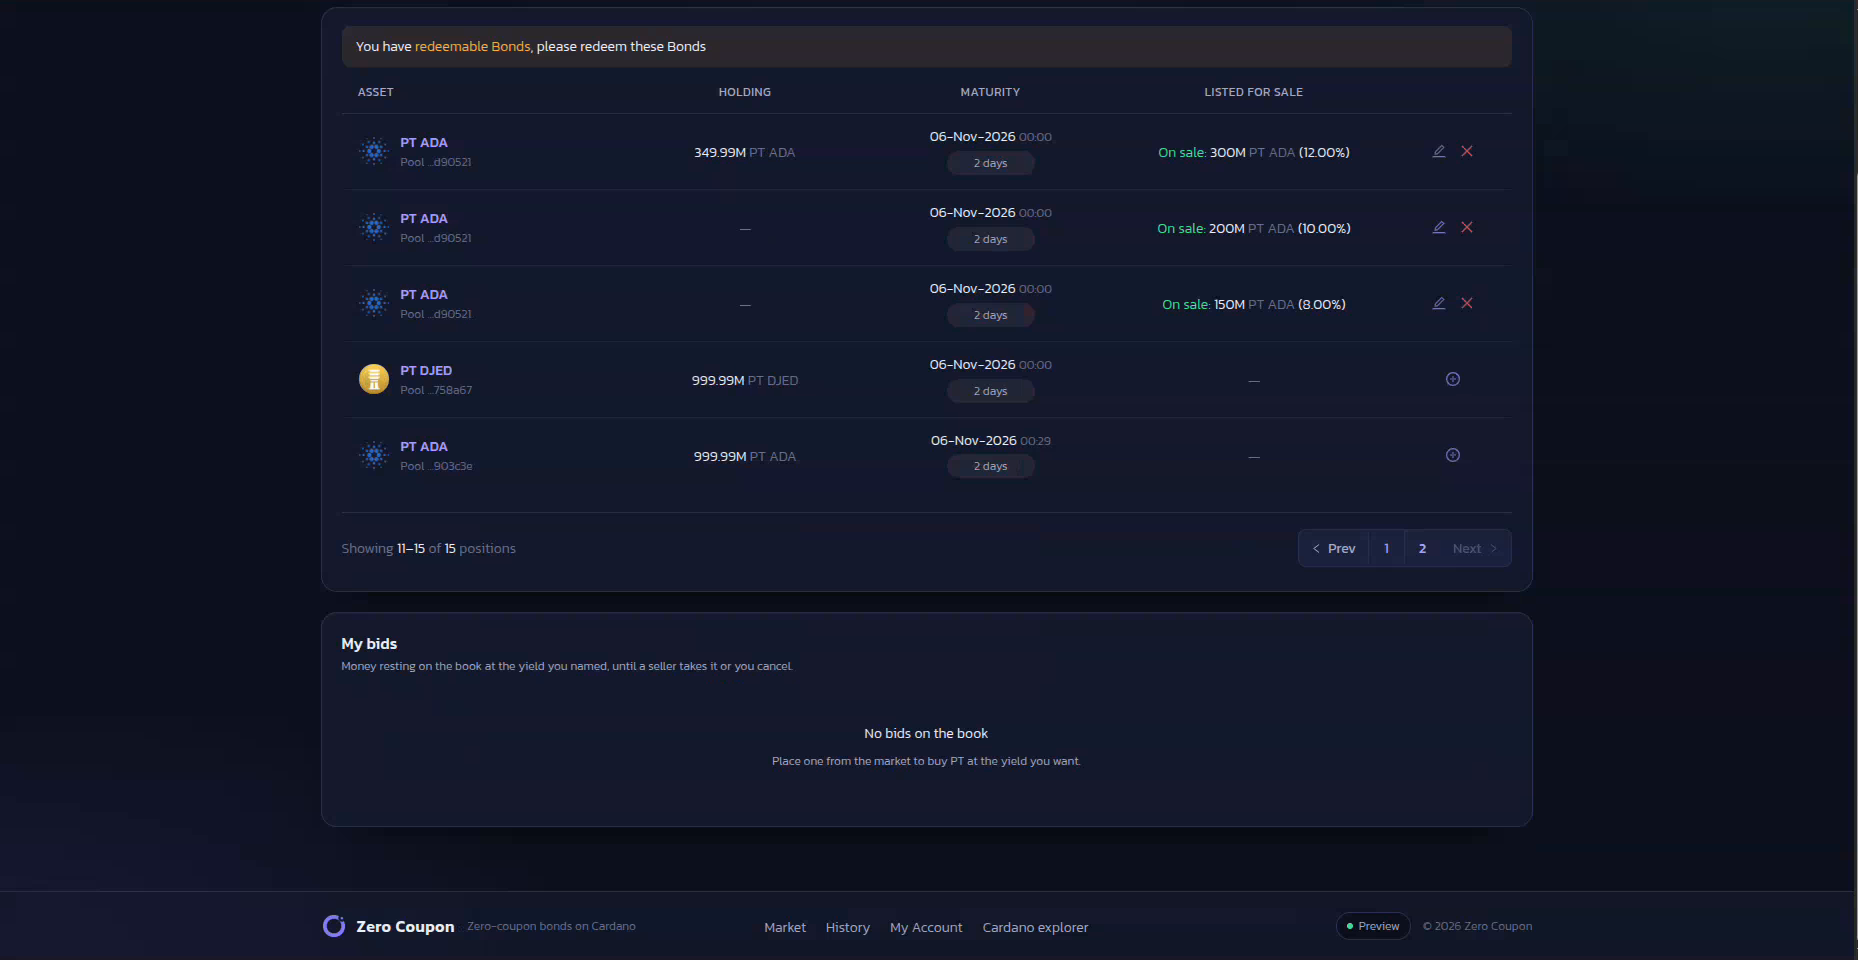 You have redeemable Bonds, please redeem these Bonds
ASSET HOLDING MATURITY LISTED FOR SALE
PT ADA
Pool ...d90521
349.99M PT ADA
06-Nov-2026 00:00
2 days
On sale: 300M PT ADA (12.00%)
PT ADA
Pool ...d90521
—
06-Nov-2026 00:00
2 days
On sale: 200M PT ADA (10.00%)
PT ADA
Pool ...d90521
—
06-Nov-2026 00:00
2 days
On sale: 150M PT ADA (8.00%)
PT DJED
Pool ...758a67
999.99M PT DJED
06-Nov-2026 00:00
2 days
—
PT ADA
Pool ...903c3e
999.99M PT ADA
06-Nov-2026 00:29
2 days
—
Showing 11–15 of 15 positions
< Prev 1 2 Next >
My bids
Money resting on the book at the yield you named, until a seller takes it or you cancel.
No bids on the book
Place one from the market to buy PT at the yield you want.
Zero Coupon Zero-coupon bonds on Cardano Market History My Account Cardano explorer Preview © 2026 Zero Coupon